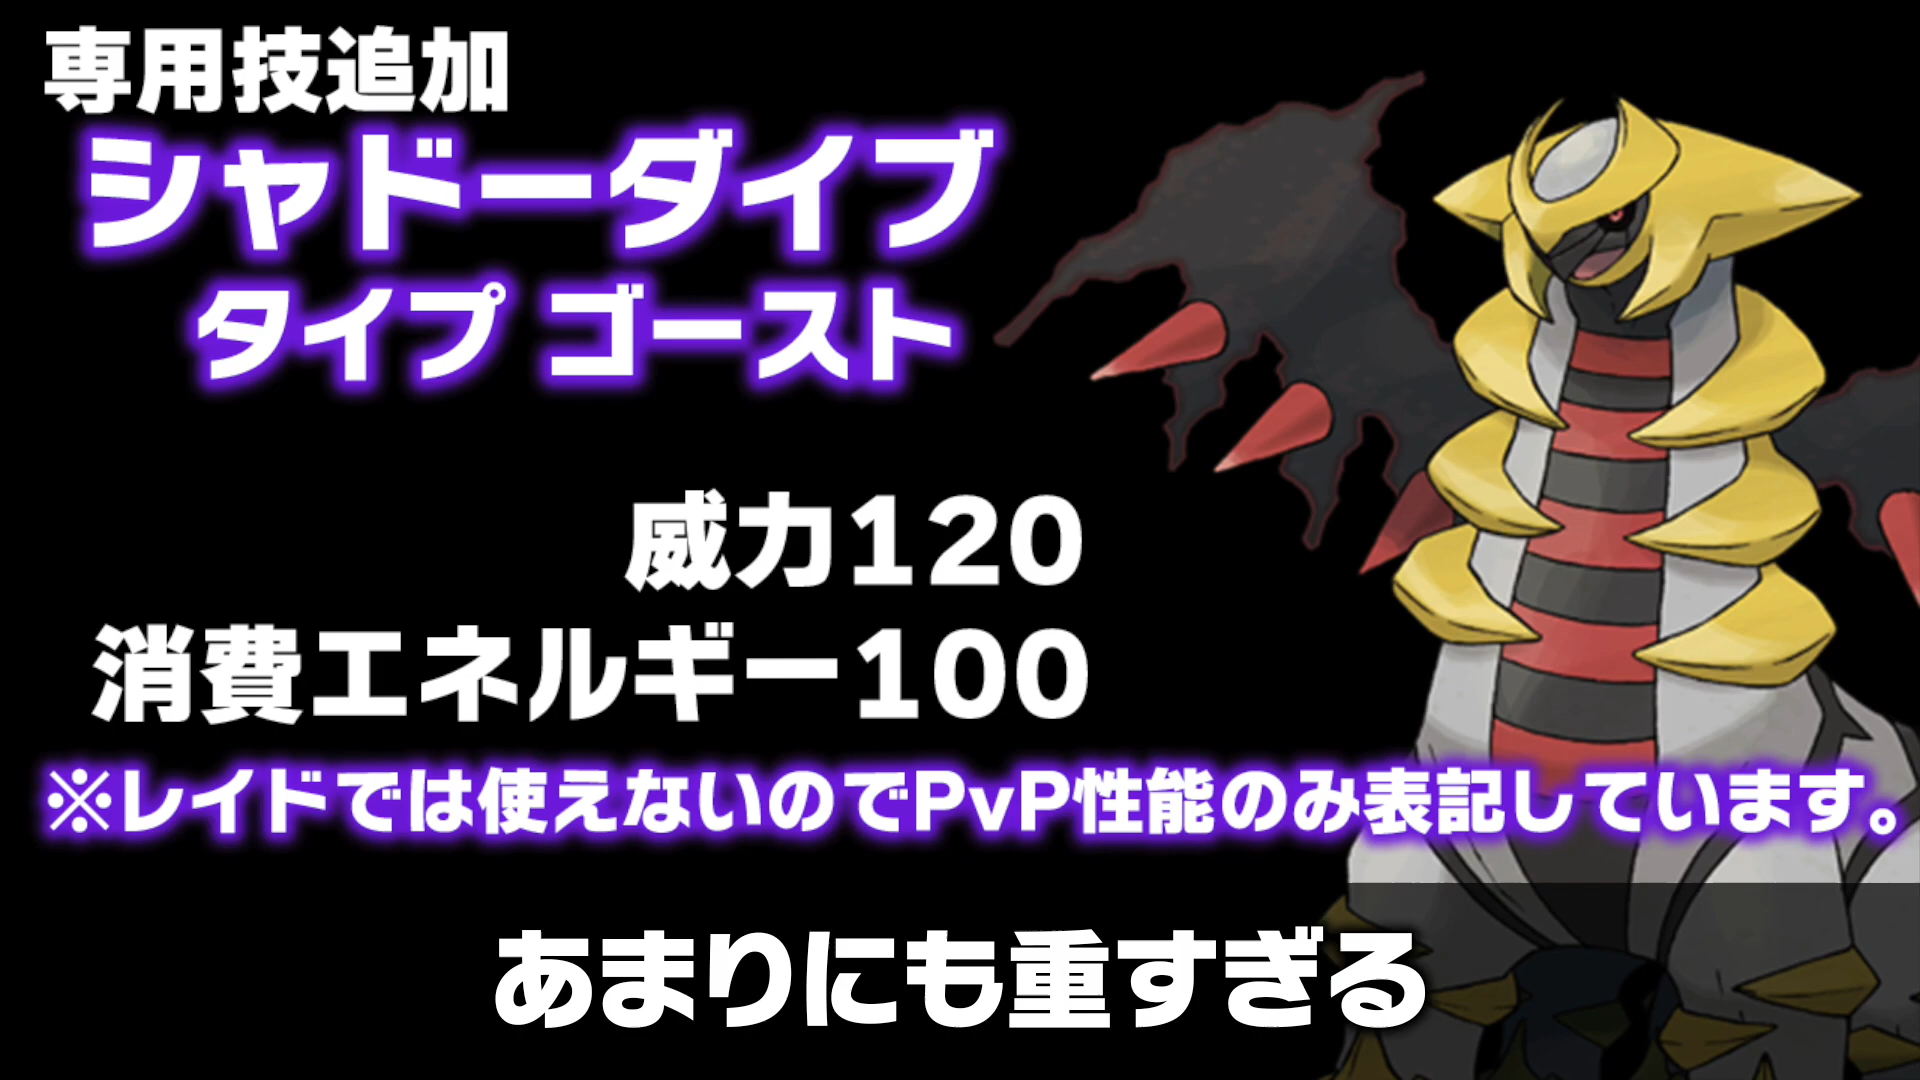 専用技追加
シャドーダイブ
タイプ ゴースト
威力120
消費エネルギー100
※レイドでは使えないのでPvP性能のみ表記しています。
あまりにも重すぎる